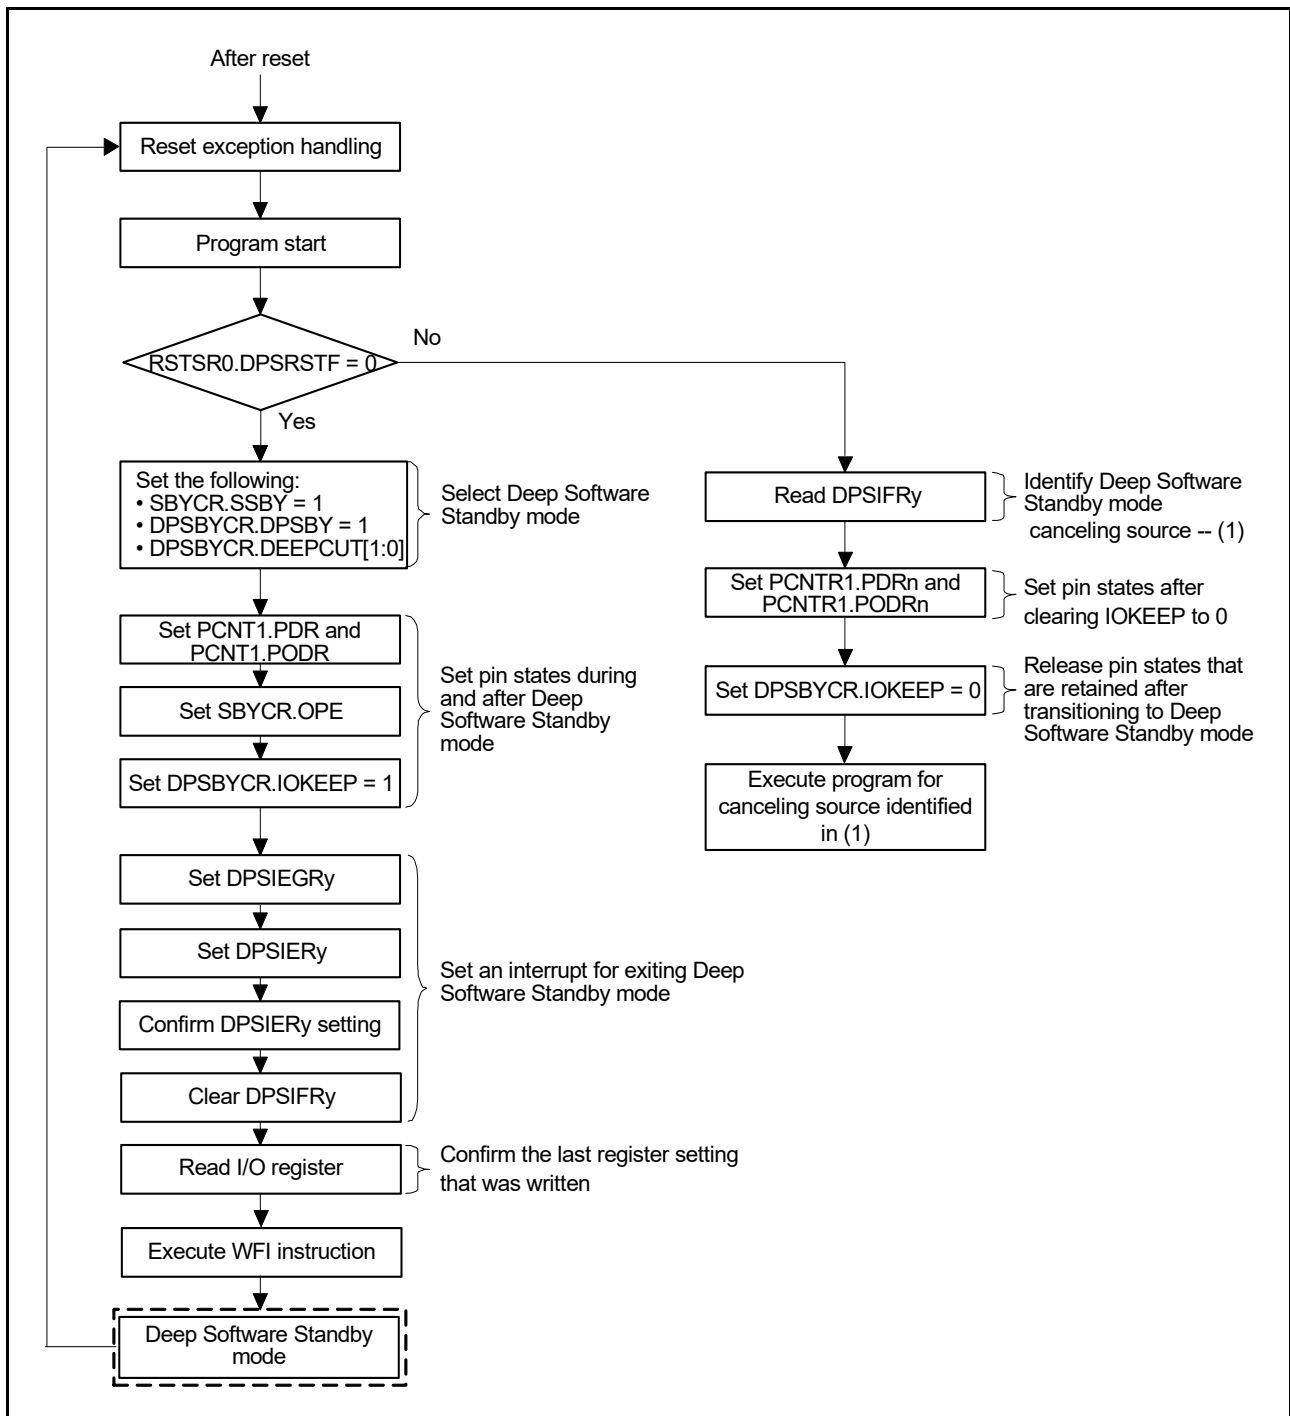 After reset
Reset exception handling
Program start
RSTSR0.DPSRSTF = 0
No
Yes
Set the following:
• SBYCR.SSBY = 1
• DPSBYCR.DPSBY = 1
• DPSBYCR.DEEPCUT[1:0]
Select Deep Software
Standby mode
Set PCNT1.PDR and
PCNT1.PODR
Set SBYCR.OPE
Set DPSBYCR.IOKEEP = 1
Set pin states during
and after Deep
Software Standby
mode
Set DPSIEGRy
Set DPSIERy
Confirm DPSIERy setting
Clear DPSIFRy
Set an interrupt for exiting Deep
Software Standby mode
Read I/O register
Confirm the last register setting
that was written
Execute WFI instruction
Deep Software Standby
mode
Read DPSIFRy
Identify Deep Software
Standby mode
canceling source -- (1)
Set PCNTR1.PDRn and
PCNTR1.PODRn
Set pin states after
clearing IOKEEP to 0
Set DPSBYCR.IOKEEP = 0
Release pin states that
are retained after
transitioning to Deep
Software Standby mode
Execute program for
canceling source identified
in (1)